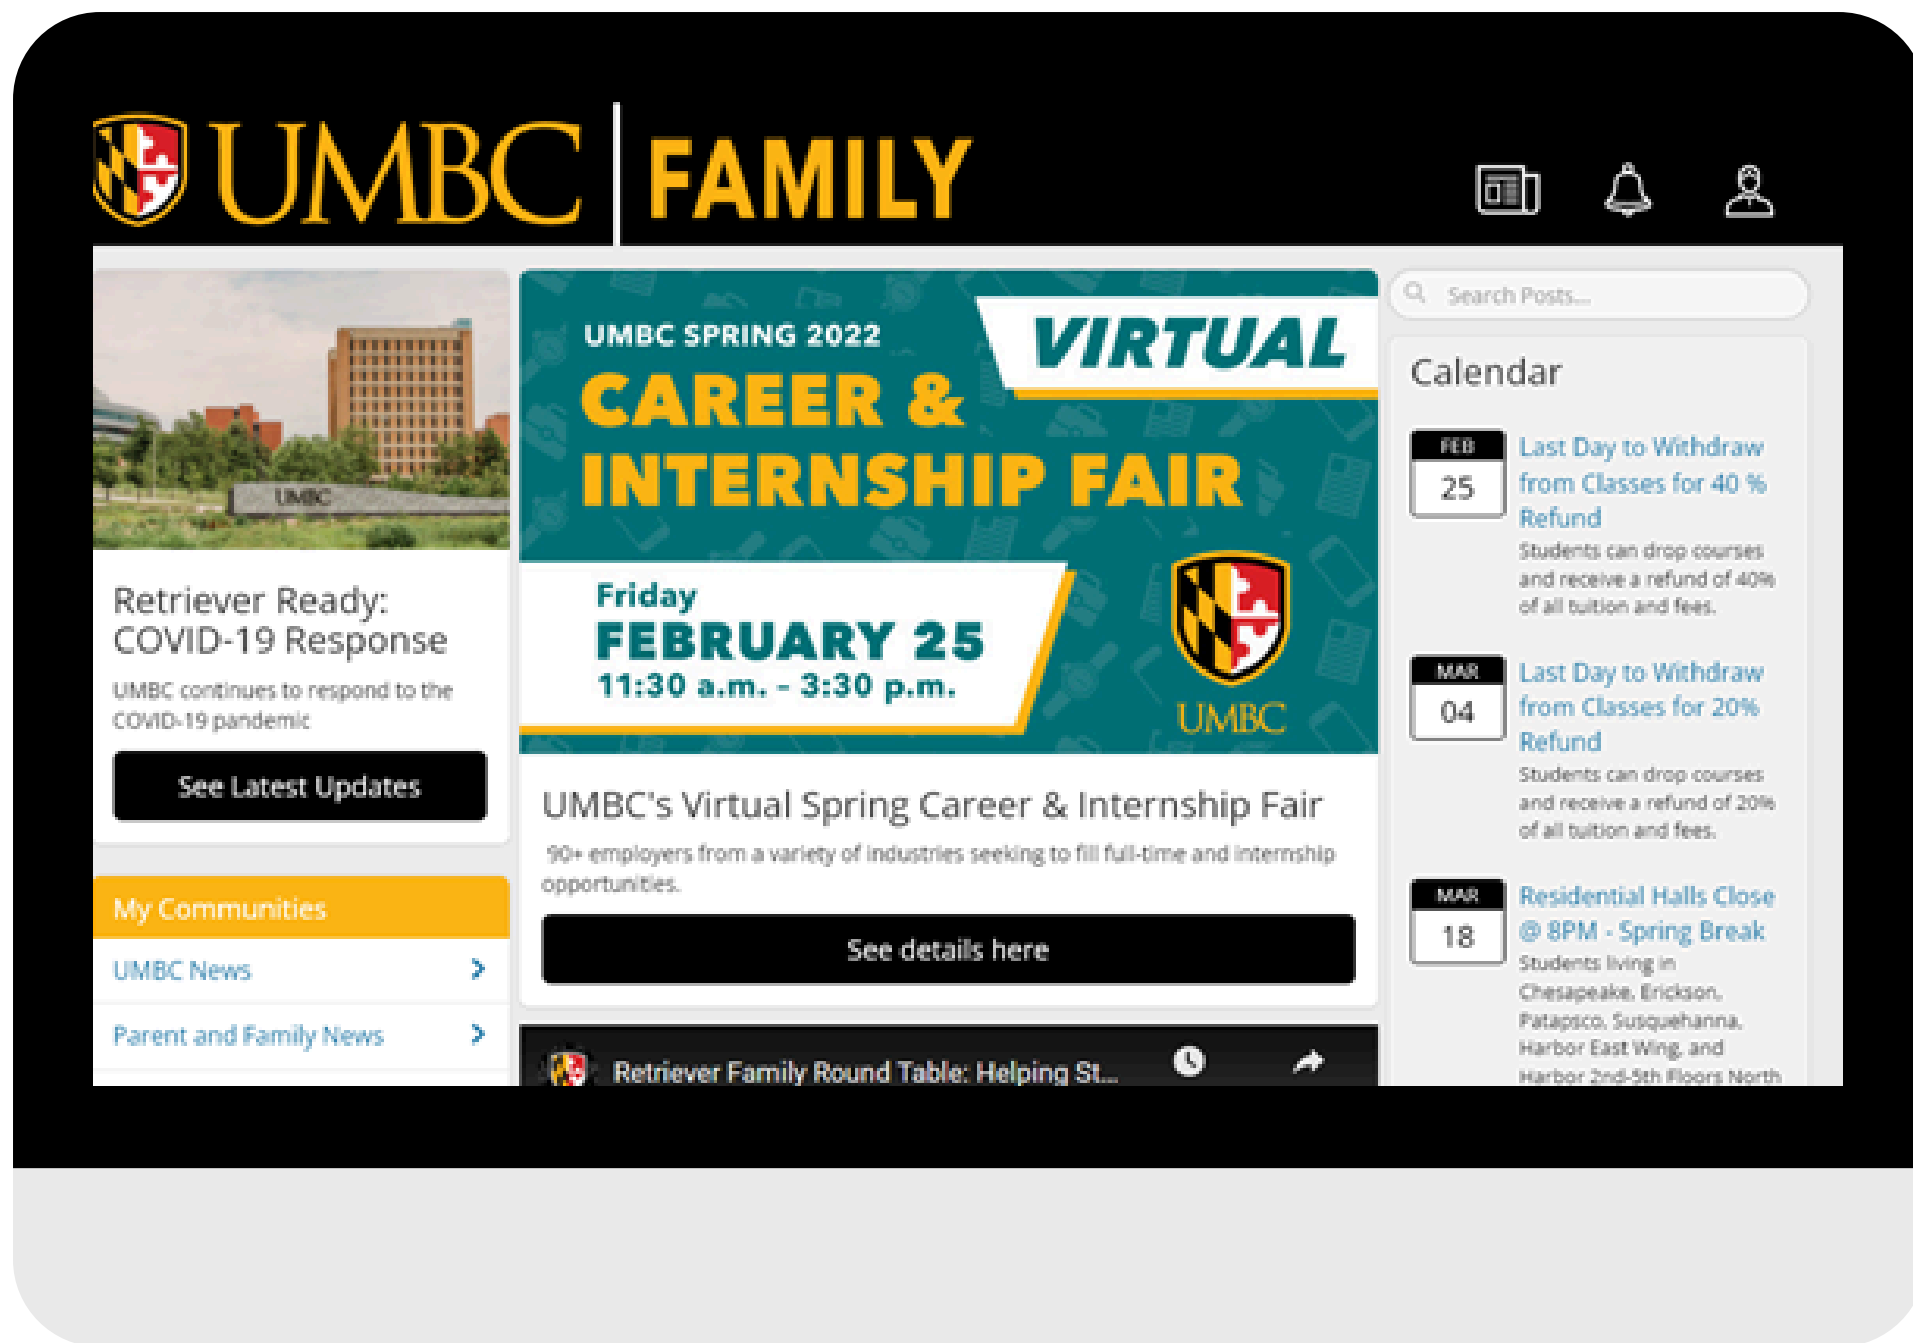 UMBC FAMILY
UMBC
Retriever Ready:
COVID-19 Response
UMBC continues to respond to the
COVID-19 pandemic
See Latest Updates
My Communities
UMBC News
Parent and Family News
UMBC SPRING 2022
VIRTUAL
CAREER &
INTERNSHIP FAIR
Friday
FEBRUARY 25
11:30 a.m. – 3:30 p.m.
UMBC
UMBC's Virtual Spring Career & Internship Fair
90+ employers from a variety of industries seeking to fill full-time and internship
opportunities.
See details here
Retriever Family Round Table: Helping St...
Search Posts...
Calendar
FEB
25
Last Day to Withdraw
from Classes for 40 %
Refund
Students can drop courses
and receive a refund of 40%
of all tuition and fees.
MAR
04
Last Day to Withdraw
from Classes for 20%
Refund
Students can drop courses
and receive a refund of 20%
of all tuition and fees.
MAR
18
Residential Halls Close
@ 8PM - Spring Break
Students living in
Chesapeake, Erickson,
Patapsco, Susquehanna,
Harbor East Wing, and
Harbor 2nd-5th Floors North